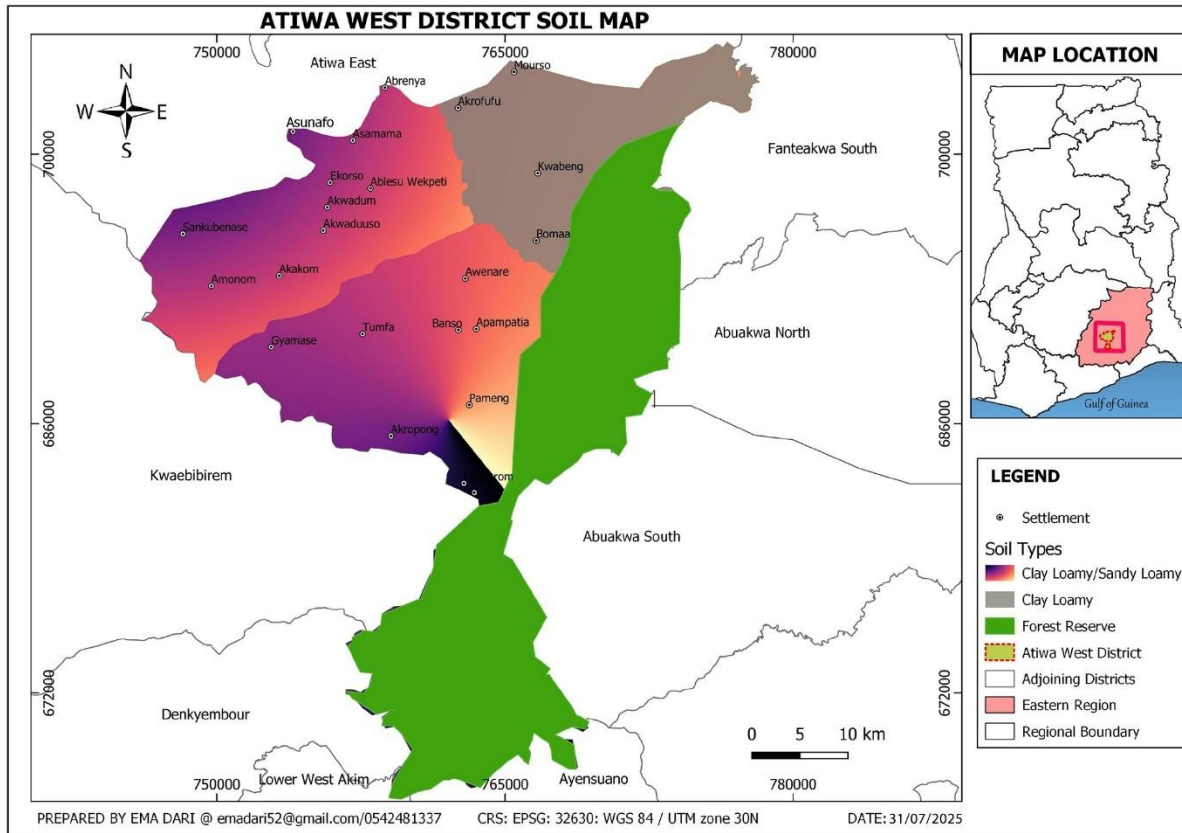 ATIWA WEST DISTRICT SOIL MAP
750000
765000
780000
N
W E
S
Atiwa East
Mourso
Abrenya
Akrofufu
Asunafo
Asamama
700000
700000
Fanteakwa South
Kwabeng
Ekorso
Ablesu Wekpeti
Akwadum
Akwaduuso
Sankubenase
Bomaa
Awenare
Amonom
Akakom
Banso
Apampatia
Tumfa
Gyamase
Abuakwa North
Pameng
686000
686000
Akropong
Kwaebibirem
rom
Abuakwa South
672000
672000
Denkyembour
0 5 10 km
Lower West Akim
Ayensuano
750000
765000
780000
PREPARED BY EMA DARI @ emadari52@gmail.com/0542481337
CRS: EPSG: 32630: WGS 84 / UTM zone 30N
DATE: 31/07/2025
MAP LOCATION
Gulf of Guinea
LEGEND
Settlement
Soil Types
Clay Loamy/Sandy Loamy
Clay Loamy
Forest Reserve
Atiwa West District
Adjoining Districts
Eastern Region
Regional Boundary